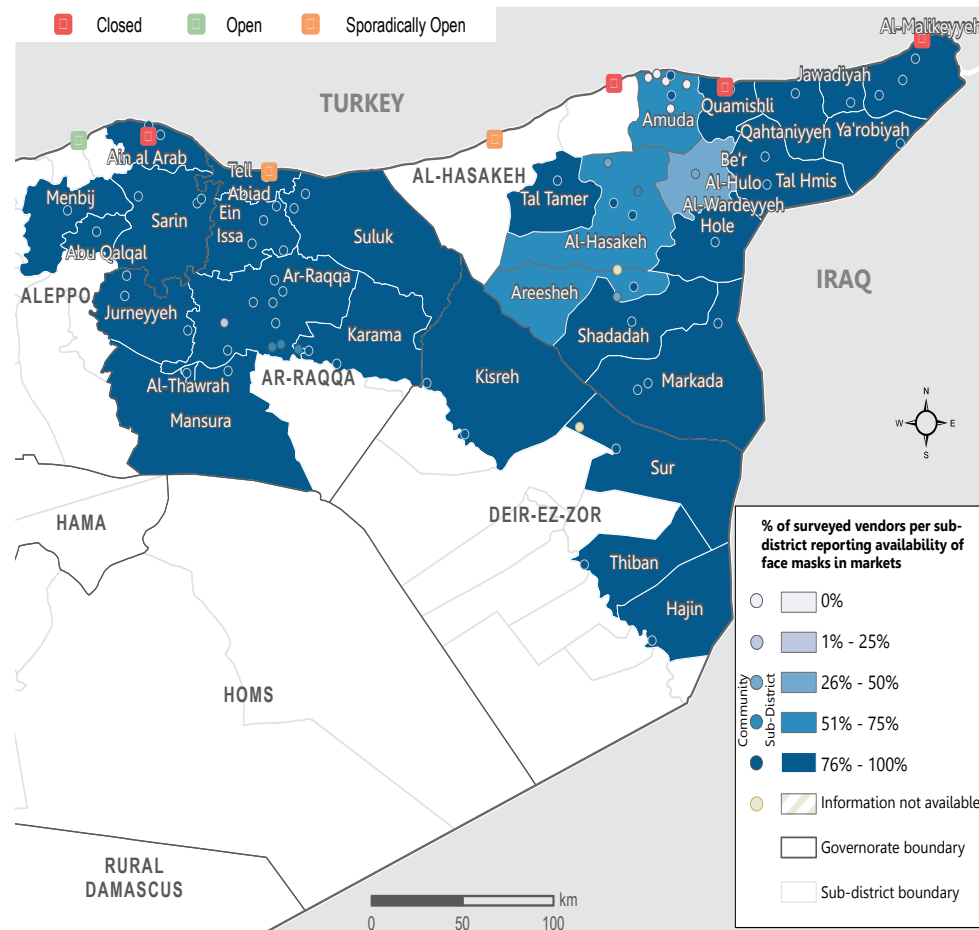 Closed
Open
Sporadically Open
Al-Malikeyyeh
TURKEY
Jawadiyah
Quamishli
Amuda
Qahtaniyyeh
Ya'robiyah
Ain al Arab
Tell
Abiad
AL-HASAKEH
Be'r
Al-Hulo
Al-Wardeyyeh
Tal Hmis
Menbij
Sarin
Ein
Issa
Tal Tamer
Hole
Suluk
Al-Hasakeh
Abu Qalqal
IRAQ
ALEPPO
Ar-Raqqa
Areesheh
Jurneyyeh
Karama
Shadadah
Al-Thawrah
AR-RAQQA
Kisreh
Markada
Mansura
N
W
E
S
Sur
HAMA
DEIR-EZ-ZOR
Thiban
Hajin
HOMS
RURAL
DAMASCUS
km
0
50
100
% of surveyed vendors per sub-
district reporting availability of
face masks in markets
Community
Sub-District
0%
1% - 25%
26% - 50%
51% - 75%
76% - 100%
Information not available
Governorate boundary
Sub-district boundary